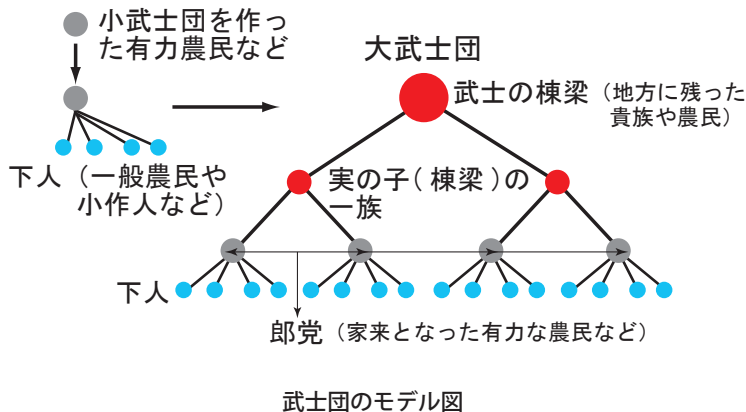 小武士団を作っ
た有力農民など
大武士団
武士の棟梁（地方に残った
貴族や農民）
下人（一般農民や
小作人など）
実の子（棟梁）の
一族
下人
郎党（家来となった有力な農民など）
武士団のモデル図